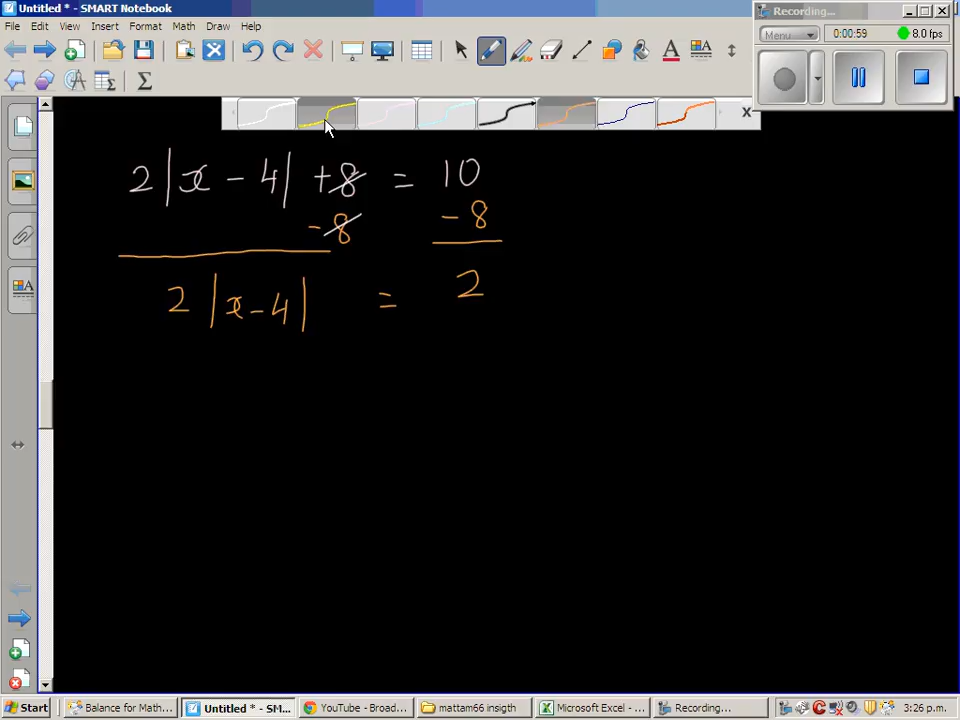 Untitled * - SMART Notebook
File Edit View Insert Format Math Draw Help
Recording...
Menu 0:00:59 8.0 fps
2|x - 4| + 8 = 10
- 8 - 8
2|x - 4| = 2
Start Balance for Math... Untitled * - SM... YouTube - Broad... mattam66 insigth Microsoft Excel - ... Recording... 3:26 p.m.